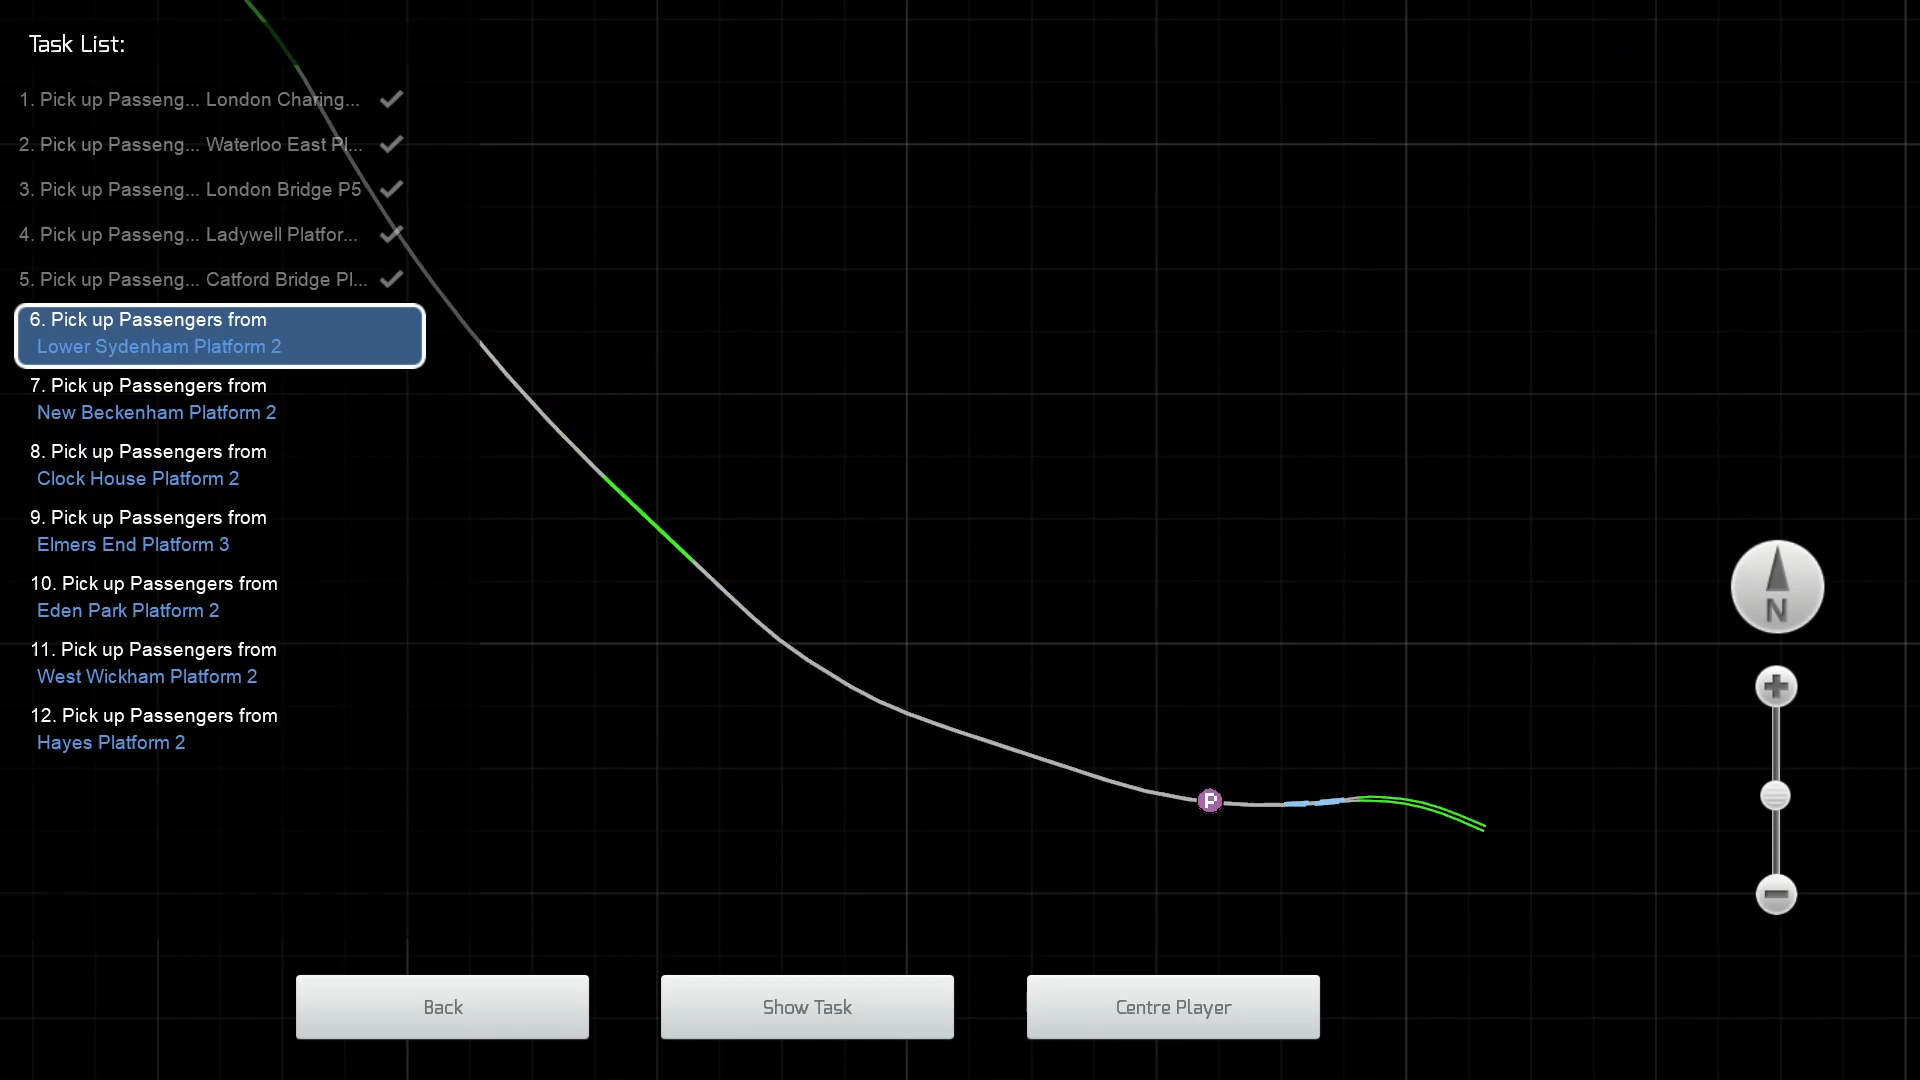 Task List:
1. Pick up Passeng... London Charing...
2. Pick up Passeng... Waterloo East Pl...
3. Pick up Passeng... London Bridge P5
4. Pick up Passeng... Ladywell Platfor...
5. Pick up Passeng... Catford Bridge Pl...
6. Pick up Passengers from
Lower Sydenham Platform 2
7. Pick up Passengers from
New Beckenham Platform 2
8. Pick up Passengers from
Clock House Platform 2
9. Pick up Passengers from
Elmers End Platform 3
10. Pick up Passengers from
Eden Park Platform 2
11. Pick up Passengers from
West Wickham Platform 2
12. Pick up Passengers from
Hayes Platform 2
P
N
Back
Show Task
Centre Player